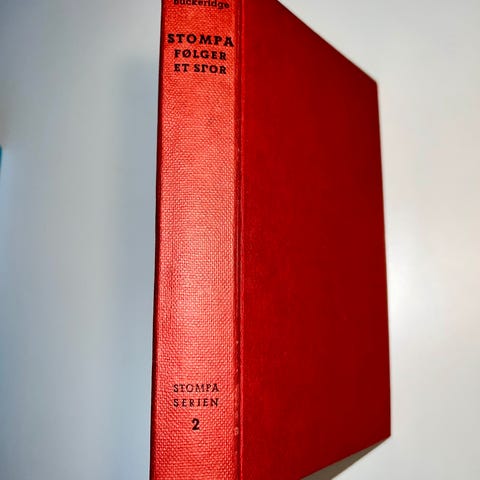 Buckeridge
STOMPA
FØLGER
ET SPOR
STOMPA
SERIEN
2